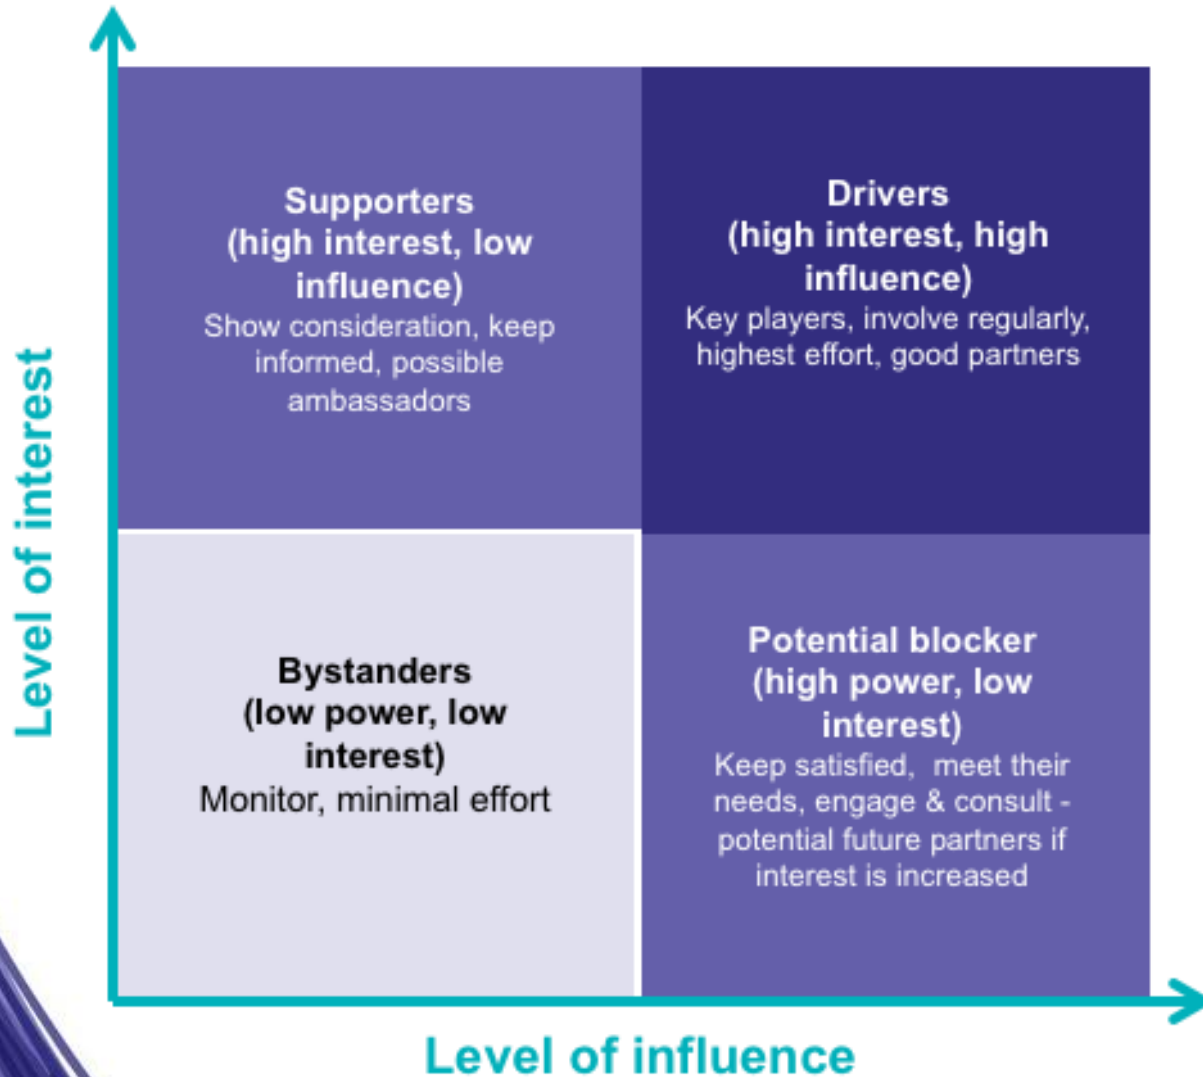 Level of interest
Supporters
(high interest, low
influence)
Show consideration, keep
informed, possible
ambassadors
Drivers
(high interest, high
influence)
Key players, involve regularly,
highest effort, good partners
Bystanders
(low power, low
interest)
Monitor, minimal effort
Potential blocker
(high power, low
interest)
Keep satisfied,  meet their
needs, engage & consult -
potential future partners if
interest is increased
Level of influence